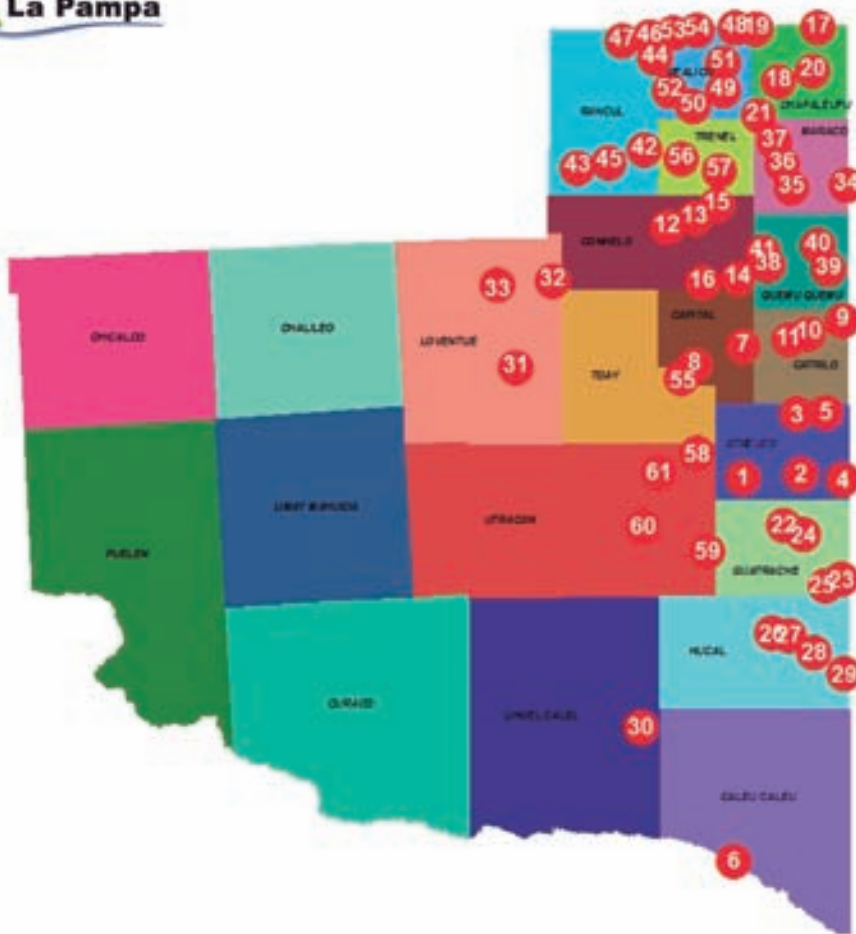 La Pampa
47 46 53 54 48 19 17
44 51 20
REALICO
52 49 18
CHAPALEUFU
RANCUL 50 21
TRENEL MARACO
37
43 45 42 56 36
57 35 34
15
12 13
CONHELO 41 40
33 32 16 14 38 39
QUEMU QUEMU
CAPITAL 9
CHICALCO CHALILEO LOVENTUE 7 11 10
31 TOAY 8 CATRILO
55
3 5
ATREUCO
58
61 1 2 4
LIMAY MAHUIDA UTRACAN 60 22 24
PUELEN 59
GUATRACHE
25 23
26 27
HUCAL 28
29
CURACO LIHUEL CALEL 30
CALEU CALEU
6